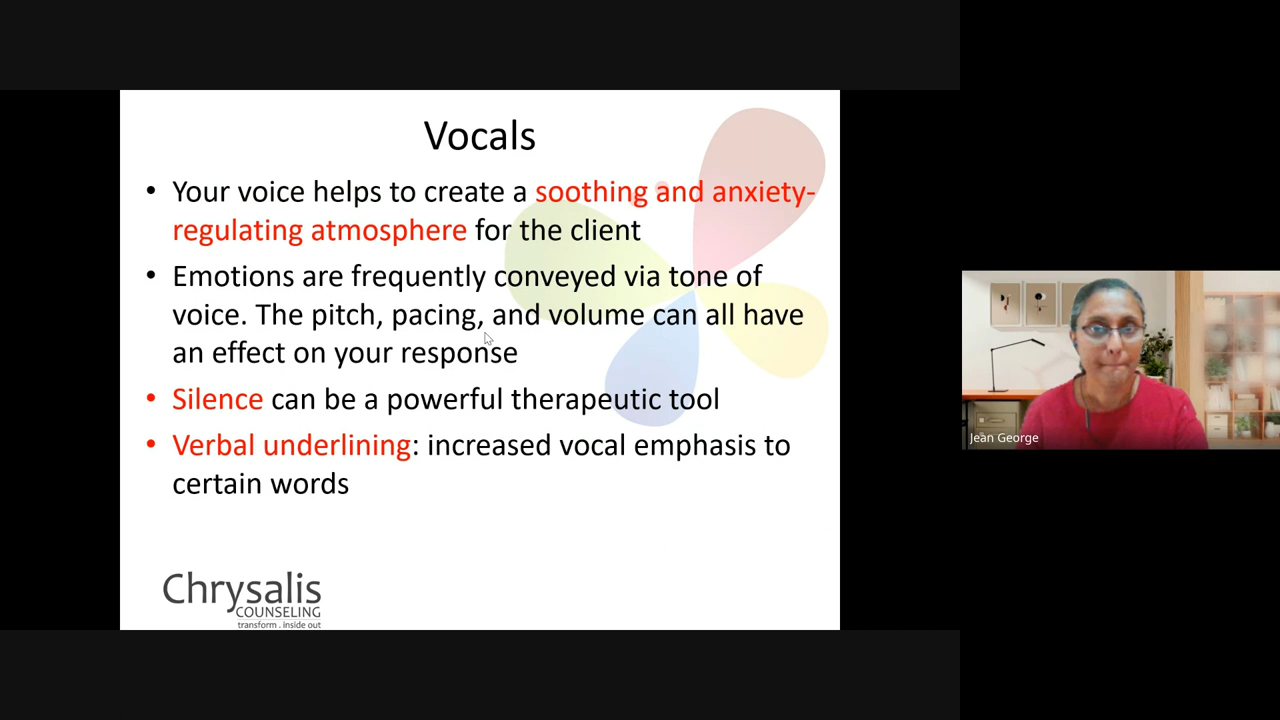 Vocals
• Your voice helps to create a soothing and anxiety-
regulating atmosphere for the client
• Emotions are frequently conveyed via tone of
voice. The pitch, pacing, and volume can all have
an effect on your response
• Silence can be a powerful therapeutic tool
• Verbal underlining: increased vocal emphasis to
certain words
Chrysalis
COUNSELING
transform . inside out
Jean George